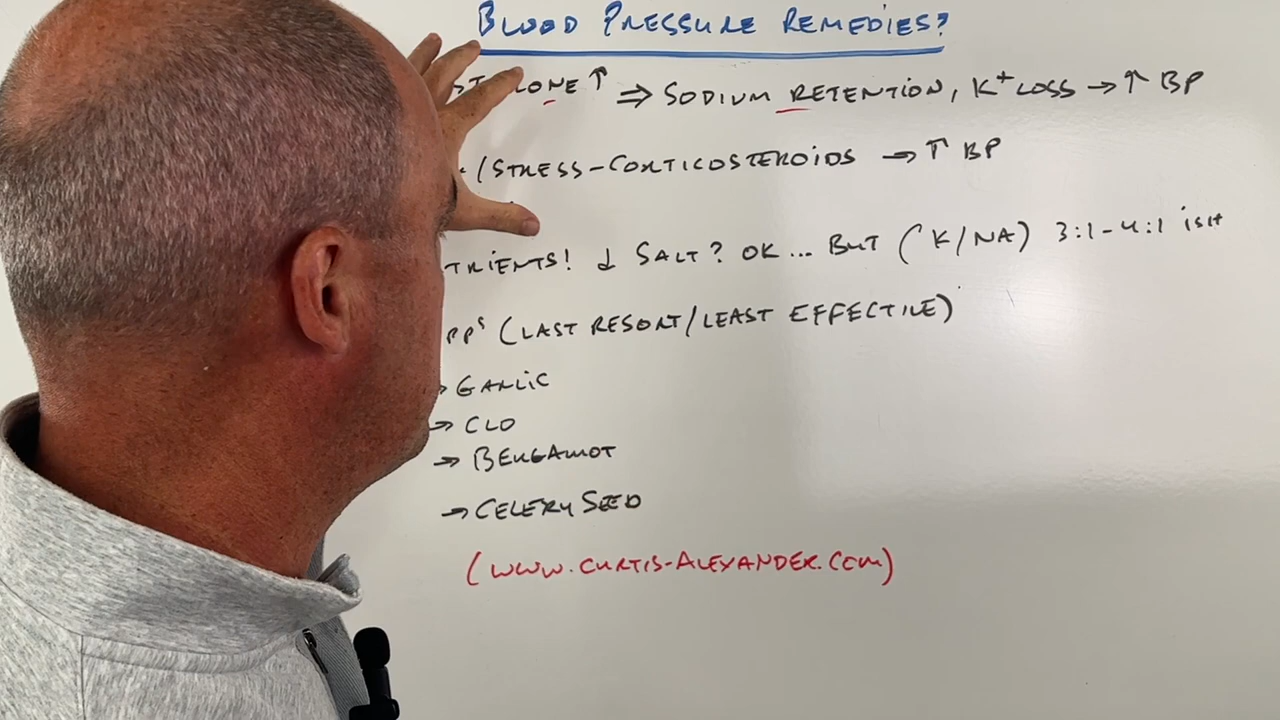 BLOOD PRESSURE REMEDIES?
↑ ⇒ SODIUM RETENTION, K+ LOSS → ↑ BP
/STRESS-CORTICOSTEROIDS → ↑ BP
TRIENTS! ↓ SALT? OK... BUT (K/NA) 3:1-4:1 ISH
PPS (LAST RESORT/LEAST EFFECTIVE)
→ GARLIC
→ CLO
→ BERGAMOT
→ CELERY SEED
(WWW.CURTIS-ALEXANDER.COM)